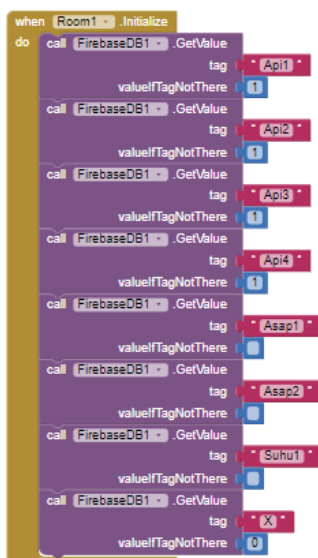 when Room1 .Initialize
do call FirebaseDB1 .GetValue
tag " Api1 "
valueIfTagNotThere 1
call FirebaseDB1 .GetValue
tag " Api2 "
valueIfTagNotThere 1
call FirebaseDB1 .GetValue
tag " Api3 "
valueIfTagNotThere 1
call FirebaseDB1 .GetValue
tag " Api4 "
valueIfTagNotThere 1
call FirebaseDB1 .GetValue
tag " Asap1 "
valueIfTagNotThere
call FirebaseDB1 .GetValue
tag " Asap2 "
valueIfTagNotThere
call FirebaseDB1 .GetValue
tag " Suhu1 "
valueIfTagNotThere
call FirebaseDB1 .GetValue
tag " X "
valueIfTagNotThere 0